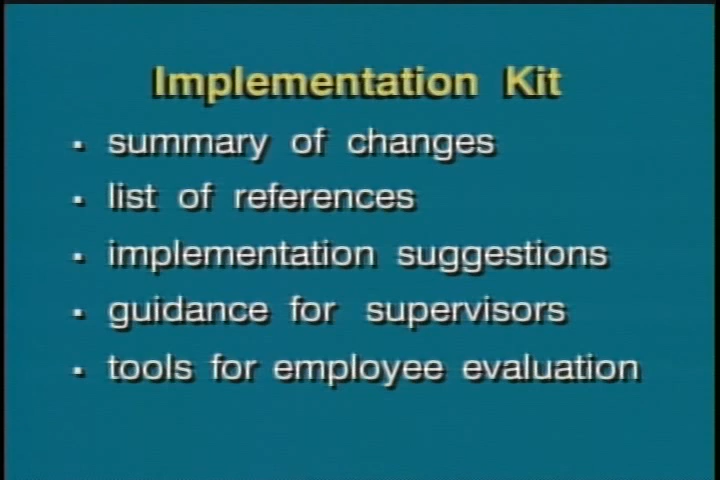 Implementation Kit
▪ summary of changes
▪ list of references
▪ implementation suggestions
▪ guidance for supervisors
▪ tools for employee evaluation